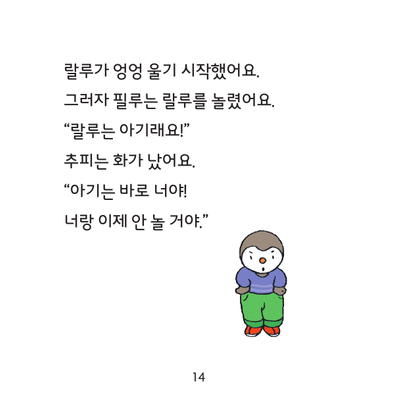 랄루가 엉엉 울기 시작했어요.
그러자 필루는 랄루를 놀렸어요.
“랄루는 아기래요!”
추피는 화가 났어요.
“아기는 바로 너야!
너랑 이제 안 놀 거야.”
14